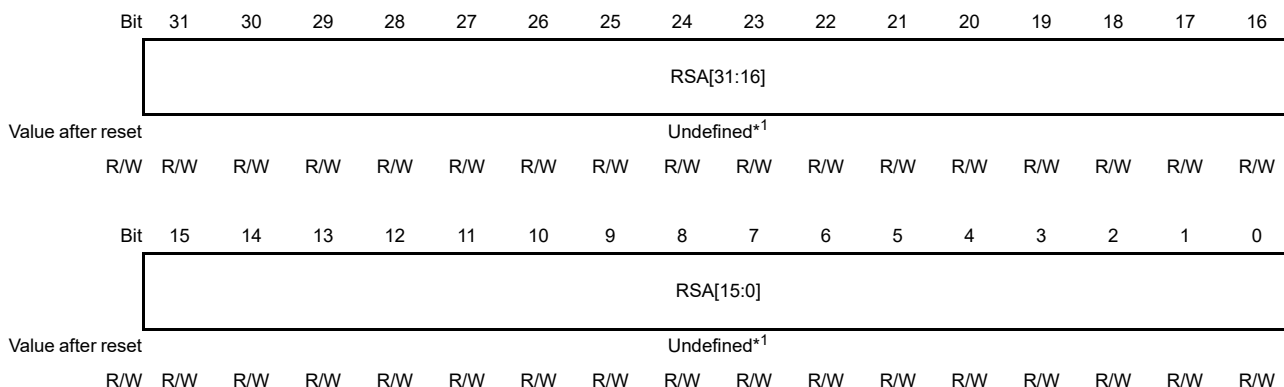 Bit 31 30 29 28 27 26 25 24 23 22 21 20 19 18 17 16
RSA[31:16]
Value after reset Undefined*1
R/W R/W R/W R/W R/W R/W R/W R/W R/W R/W R/W R/W R/W R/W R/W R/W R/W
Bit 15 14 13 12 11 10 9 8 7 6 5 4 3 2 1 0
RSA[15:0]
Value after reset Undefined*1
R/W R/W R/W R/W R/W R/W R/W R/W R/W R/W R/W R/W R/W R/W R/W R/W R/W